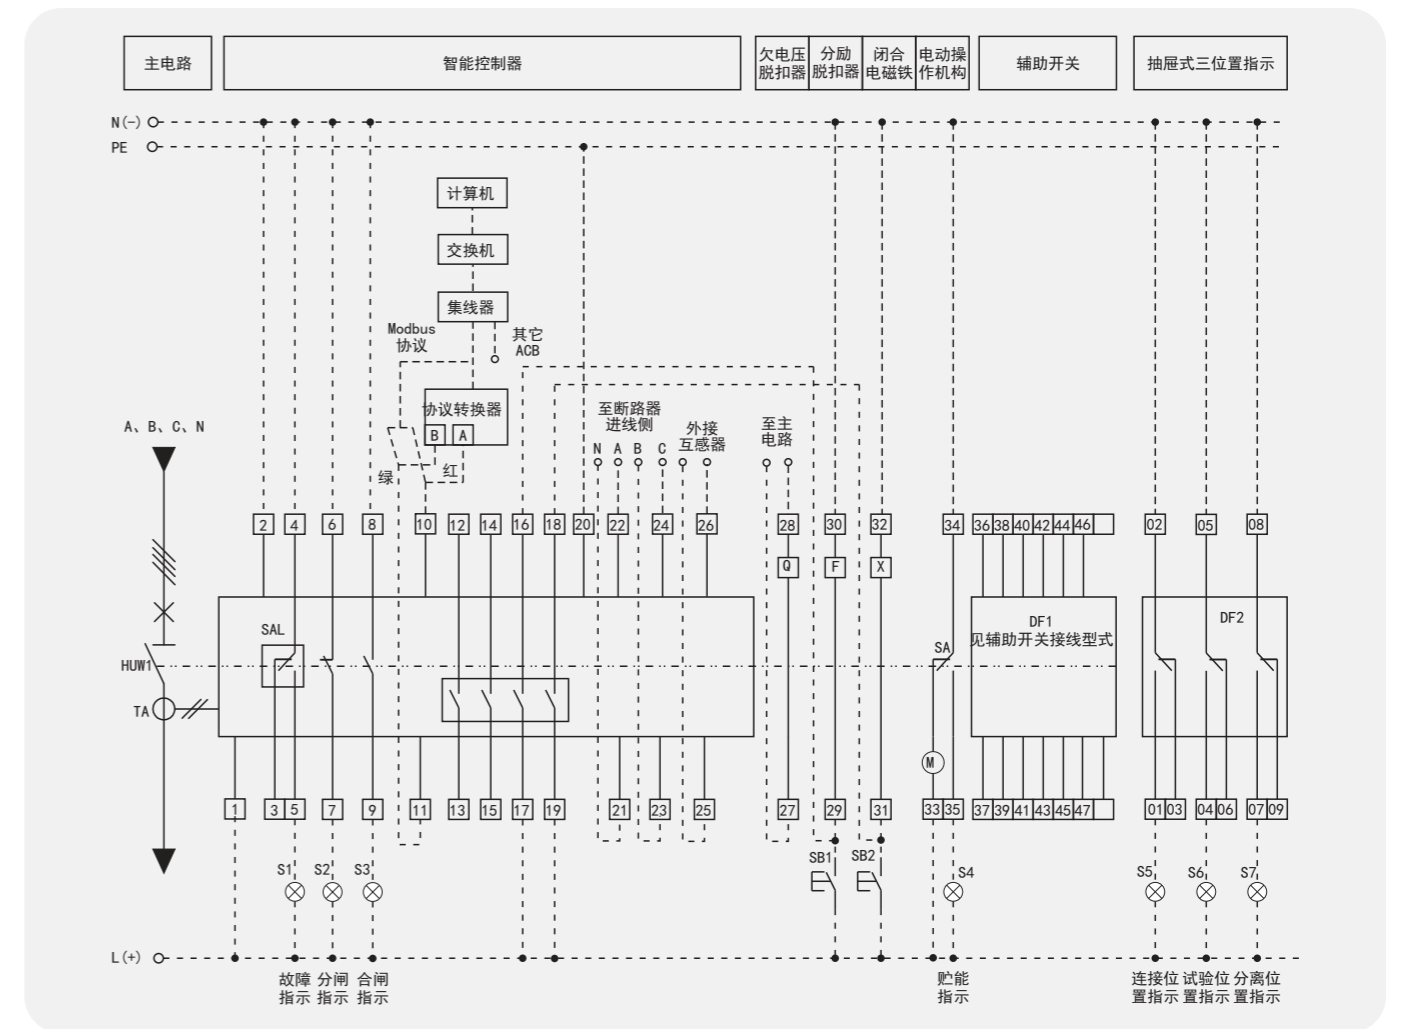 主电路
智能控制器
欠电压
脱扣器
分励
脱扣器
闭合
电磁铁
电动操
作机构
辅助开关
抽屉式三位置指示
N(-)
PE
计算机
交换机
集线器
Modbus
协议
其它
ACB
协议转换器
B A
绿
红
至断路器
进线侧
N A B C
外接
互感器
至主
电路
A、B、C、N
2 4 6 8 10 12 14 16 18 20 22 24 26 28 30 32 34 36 38 40 42 44 46 02 05 08
Q F X
SAL
DF1
见辅助开关接线型式
DF2
SA
HUW1
TA
M
1 3 5 7 9 11 13 15 17 19 21 23 25 27 29 31 33 35 37 39 41 43 45 47 01 03 04 06 07 09
SB1 SB2
S1 S2 S3 S4 S5 S6 S7
L(+)
故障
指示
分闸
指示
合闸
指示
贮能
指示
连接位
置指示
试验位
置指示
分离位
置指示